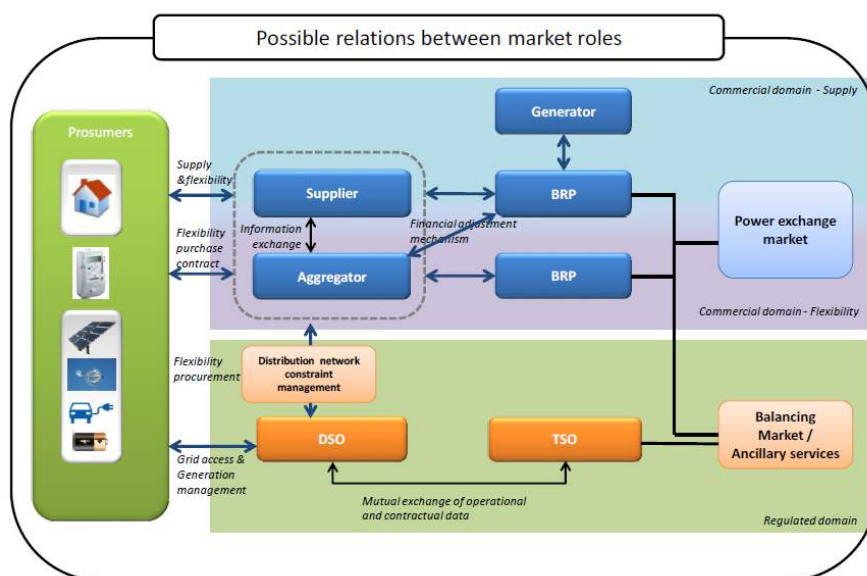 Possible relations between market roles
Commercial domain - Supply
Prosumers
Generator
Supply
&flexibility
Supplier
BRP
Information
exchange
Financial adjustment
mechanism
Power exchange
market
Flexibility
purchase
contract
Aggregator
BRP
Commercial domain - Flexibility
Flexibility
procurement
Distribution network
constraint
management
DSO
TSO
Balancing
Market /
Ancillary services
Grid access &
Generation
management
Mutual exchange of operational
and contractual data
Regulated domain